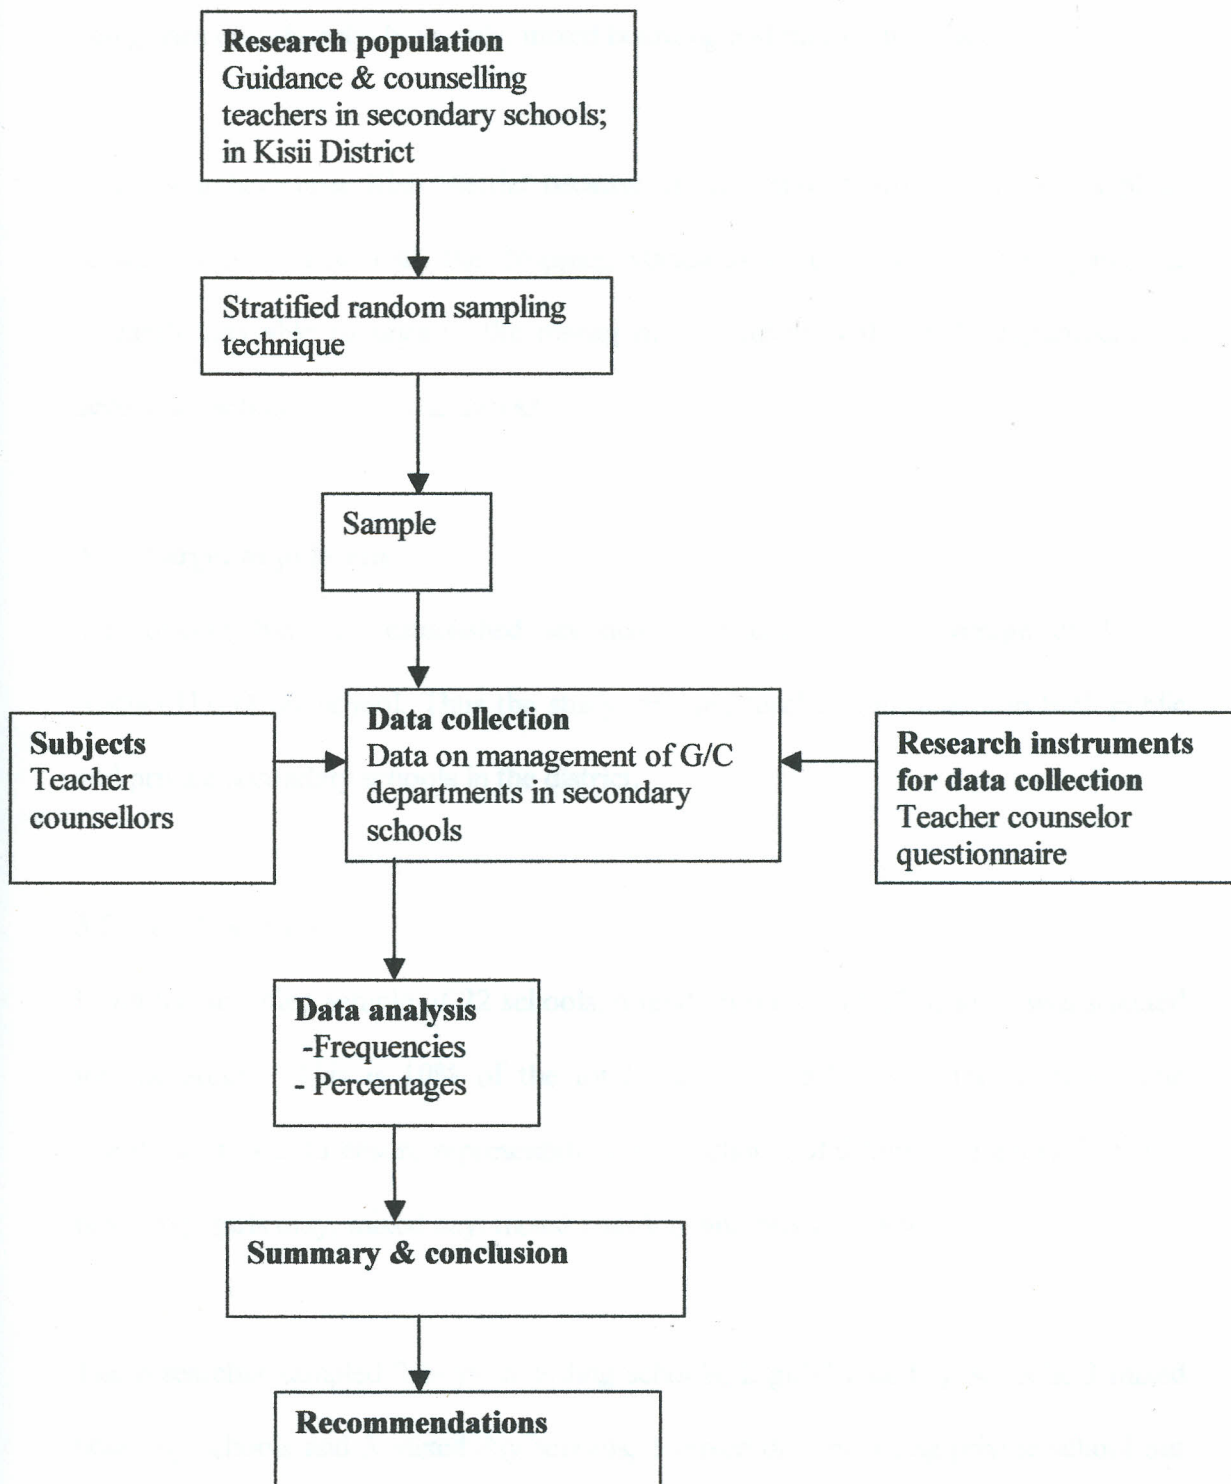 Research population
Guidance & counselling
teachers in secondary schools;
in Kisii District
Stratified random sampling
technique
Sample
Subjects
Teacher
counsellors
Data collection
Data on management of G/C
departments in secondary
schools
Research instruments
for data collection
Teacher counselor
questionnaire
Data analysis
-Frequencies
- Percentages
Summary & conclusion
Recommendations